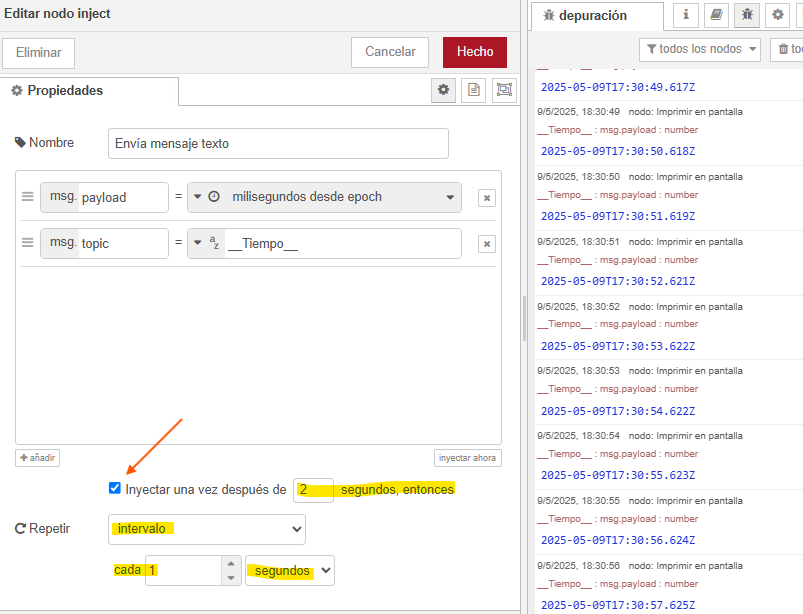 Editar nodo inject
Eliminar
Cancelar
Hecho
Propiedades
Nombre
Envía mensaje texto
msg. payload = milisegundos desde epoch
msg. topic = az __Tiempo__
añadir
inyectar ahora
Inyectar una vez después de 2 segundos, entonces
Repetir
intervalo
cada 1 segundos
depuración
todos los nodos
2025-05-09T17:30:49.617Z
9/5/2025, 18:30:49 nodo: Imprimir en pantalla
__Tiempo__ : msg.payload : number
2025-05-09T17:30:50.618Z
9/5/2025, 18:30:50 nodo: Imprimir en pantalla
__Tiempo__ : msg.payload : number
2025-05-09T17:30:51.619Z
9/5/2025, 18:30:51 nodo: Imprimir en pantalla
__Tiempo__ : msg.payload : number
2025-05-09T17:30:52.621Z
9/5/2025, 18:30:52 nodo: Imprimir en pantalla
__Tiempo__ : msg.payload : number
2025-05-09T17:30:53.622Z
9/5/2025, 18:30:53 nodo: Imprimir en pantalla
__Tiempo__ : msg.payload : number
2025-05-09T17:30:54.622Z
9/5/2025, 18:30:54 nodo: Imprimir en pantalla
__Tiempo__ : msg.payload : number
2025-05-09T17:30:55.623Z
9/5/2025, 18:30:55 nodo: Imprimir en pantalla
__Tiempo__ : msg.payload : number
2025-05-09T17:30:56.624Z
9/5/2025, 18:30:56 nodo: Imprimir en pantalla
__Tiempo__ : msg.payload : number
2025-05-09T17:30:57.625Z